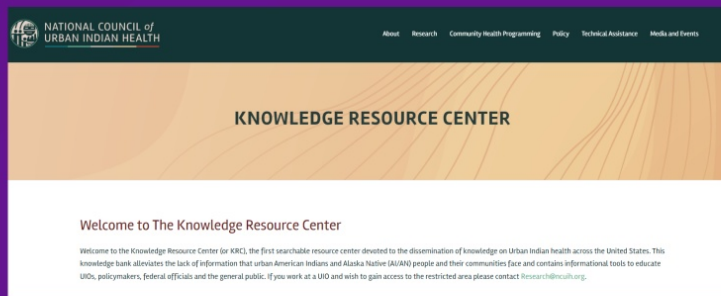 NATIONAL COUNCIL of
URBAN INDIAN HEALTH
About Research Community Health Programming Policy Technical Assistance Media and Events
KNOWLEDGE RESOURCE CENTER
Welcome to The Knowledge Resource Center
Welcome to the Knowledge Resource Center (or KRC), the first searchable resource center devoted to the dissemination of knowledge on Urban Indian health across the United States. This
knowledge bank alleviates the lack of information that urban American Indians and Alaska Native (AI/AN) people and their communities face and contains informational tools to educate
UIOs, policymakers, federal officials and the general public. If you work at a UIO and wish to gain access to the restricted area please contact Research@ncuih.org.